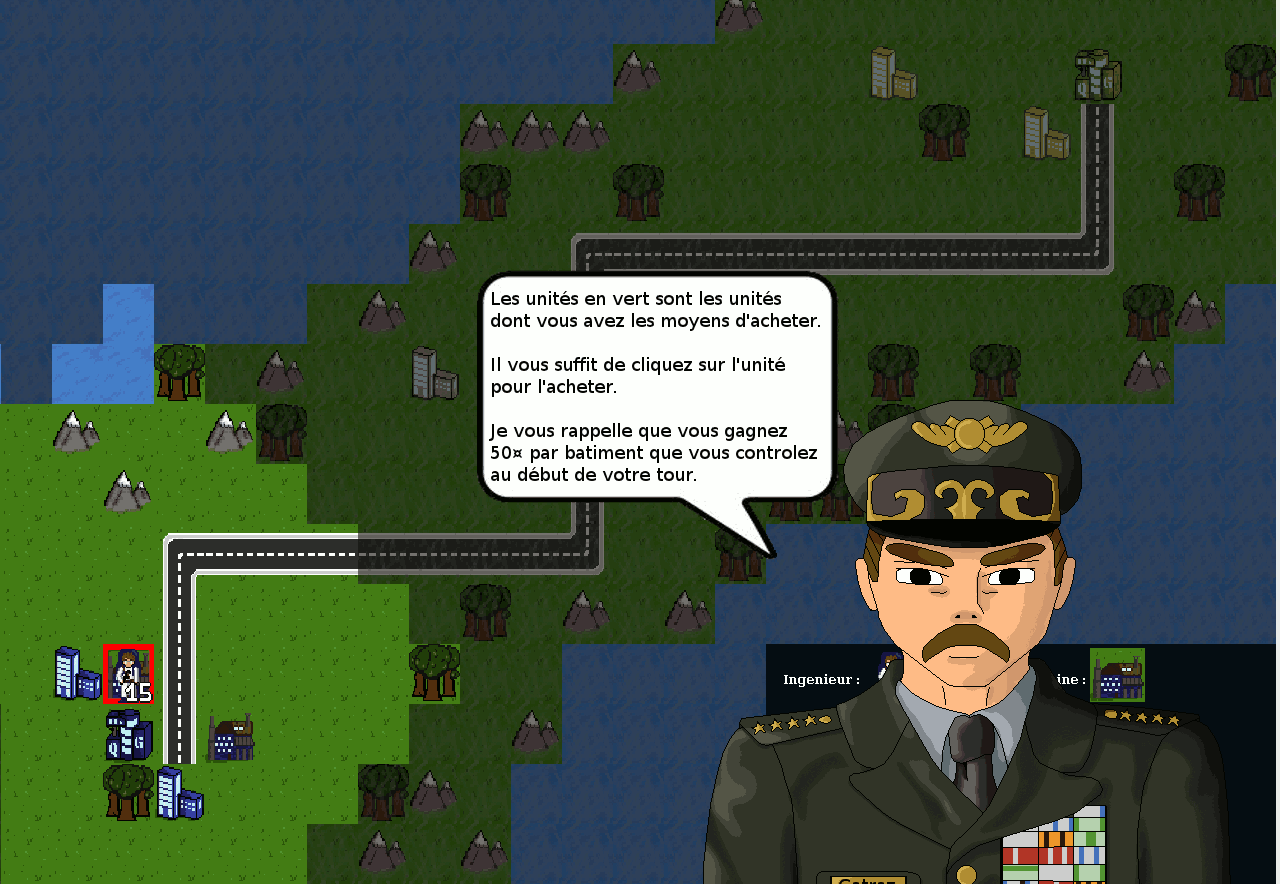 Les unités en vert sont les unités
dont vous avez les moyens d'acheter.
Il vous suffit de cliquez sur l'unité
pour l'acheter.
Je vous rappelle que vous gagnez
50¤ par batiment que vous controlez
au début de votre tour.
15
Q G
Ingenieur :
ine :